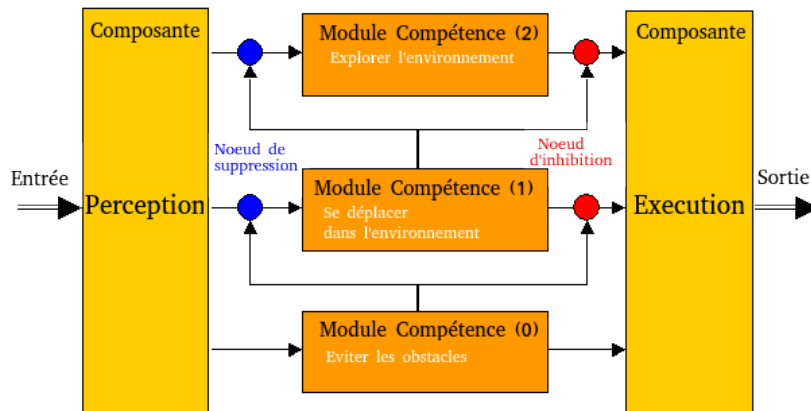 Composante
Perception
Entrée
Module Compétence (2)
Explorer l'environnement
Noeud de
suppression
Noeud
d'inhibition
Module Compétence (1)
Se déplacer
dans l'environnement
Module Compétence (0)
Eviter les obstacles
Composante
Execution
Sortie